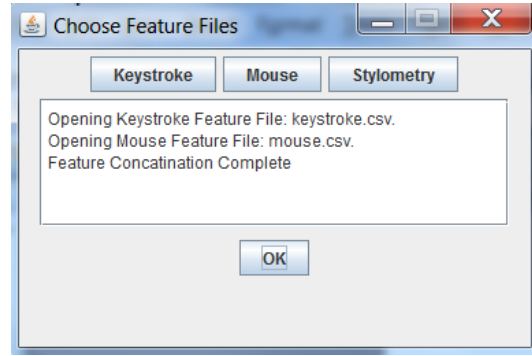 Choose Feature Files
Keystroke Mouse Stylometry
Opening Keystroke Feature File: keystroke.csv.
Opening Mouse Feature File: mouse.csv.
Feature Concatination Complete
OK